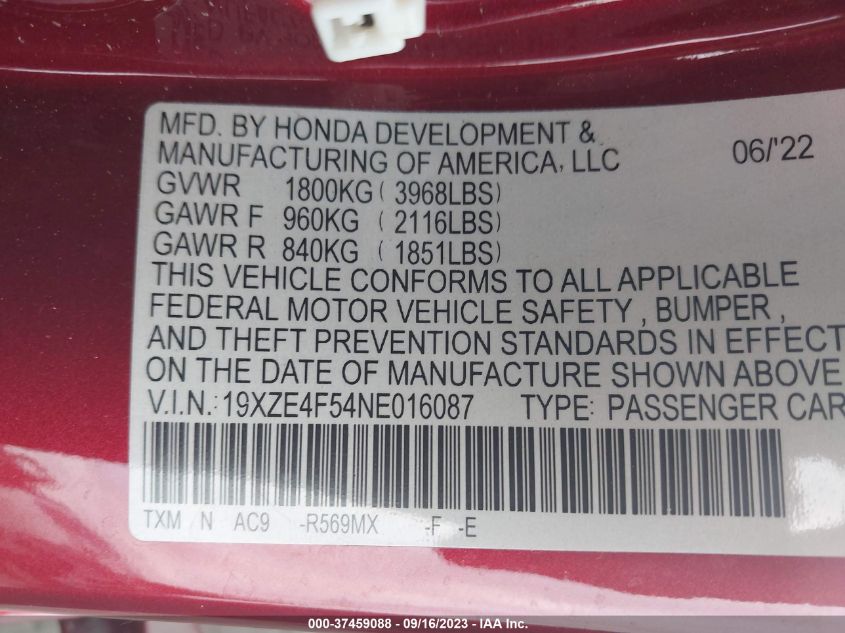 MFD. BY HONDA DEVELOPMENT &
MANUFACTURING OF AMERICA, LLC 06/'22
GVWR 1800KG ( 3968LBS)
GAWR F 960KG ( 2116LBS)
GAWR R 840KG ( 1851LBS)
THIS VEHICLE CONFORMS TO ALL APPLICABLE
FEDERAL MOTOR VEHICLE SAFETY , BUMPER ,
AND THEFT PREVENTION STANDARDS IN EFFECT
ON THE DATE OF MANUFACTURE SHOWN ABOVE
V.I.N.: 19XZE4F54NE016087 TYPE: PASSENGER CAR
TXM N AC9 -R569MX -F -E
000-37459088 - 09/16/2023 - © IAA Inc.